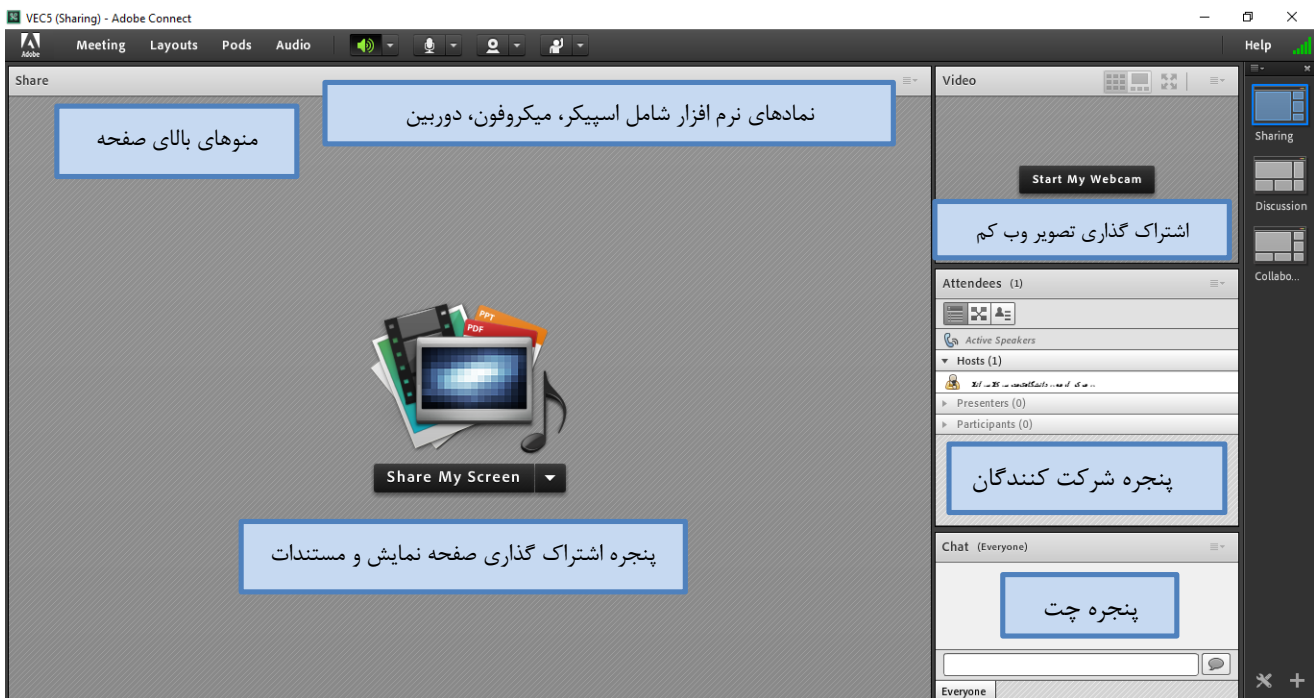 VEC5 (Sharing) - Adobe Connect
Adobe Meeting Layouts Pods Audio Help
Share
نمادهای نرم افزار شامل اسپیکر، میکروفون، دوربین
منوهای بالای صفحه
PPT
PDF
Share My Screen
پنجره اشتراک گذاری صفحه نمایش و مستندات
Video
Start My Webcam
اشتراک گذاری تصویر وب کم
Attendees (1)
Active Speakers
Hosts (1)
Presenters (0)
Participants (0)
پنجره شرکت کنندگان
Chat (Everyone)
پنجره چت
Everyone
Sharing
Discussion
Collabo...